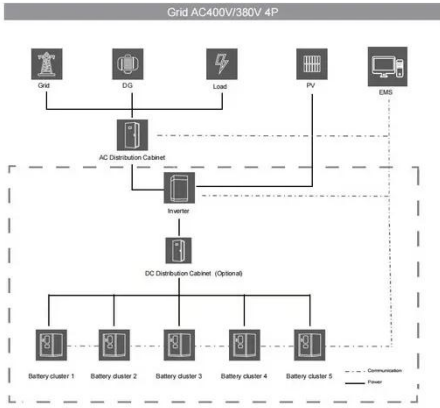 Grid AC400V/380V 4P
Grid
DG
Load
PV
EMS
AC Distribution Cabinet
Inverter
DC Distribution Cabinet (Optional)
Battery cluster 1
Battery cluster 2
Battery cluster 3
Battery cluster 4
Battery cluster 5
Communication
Power